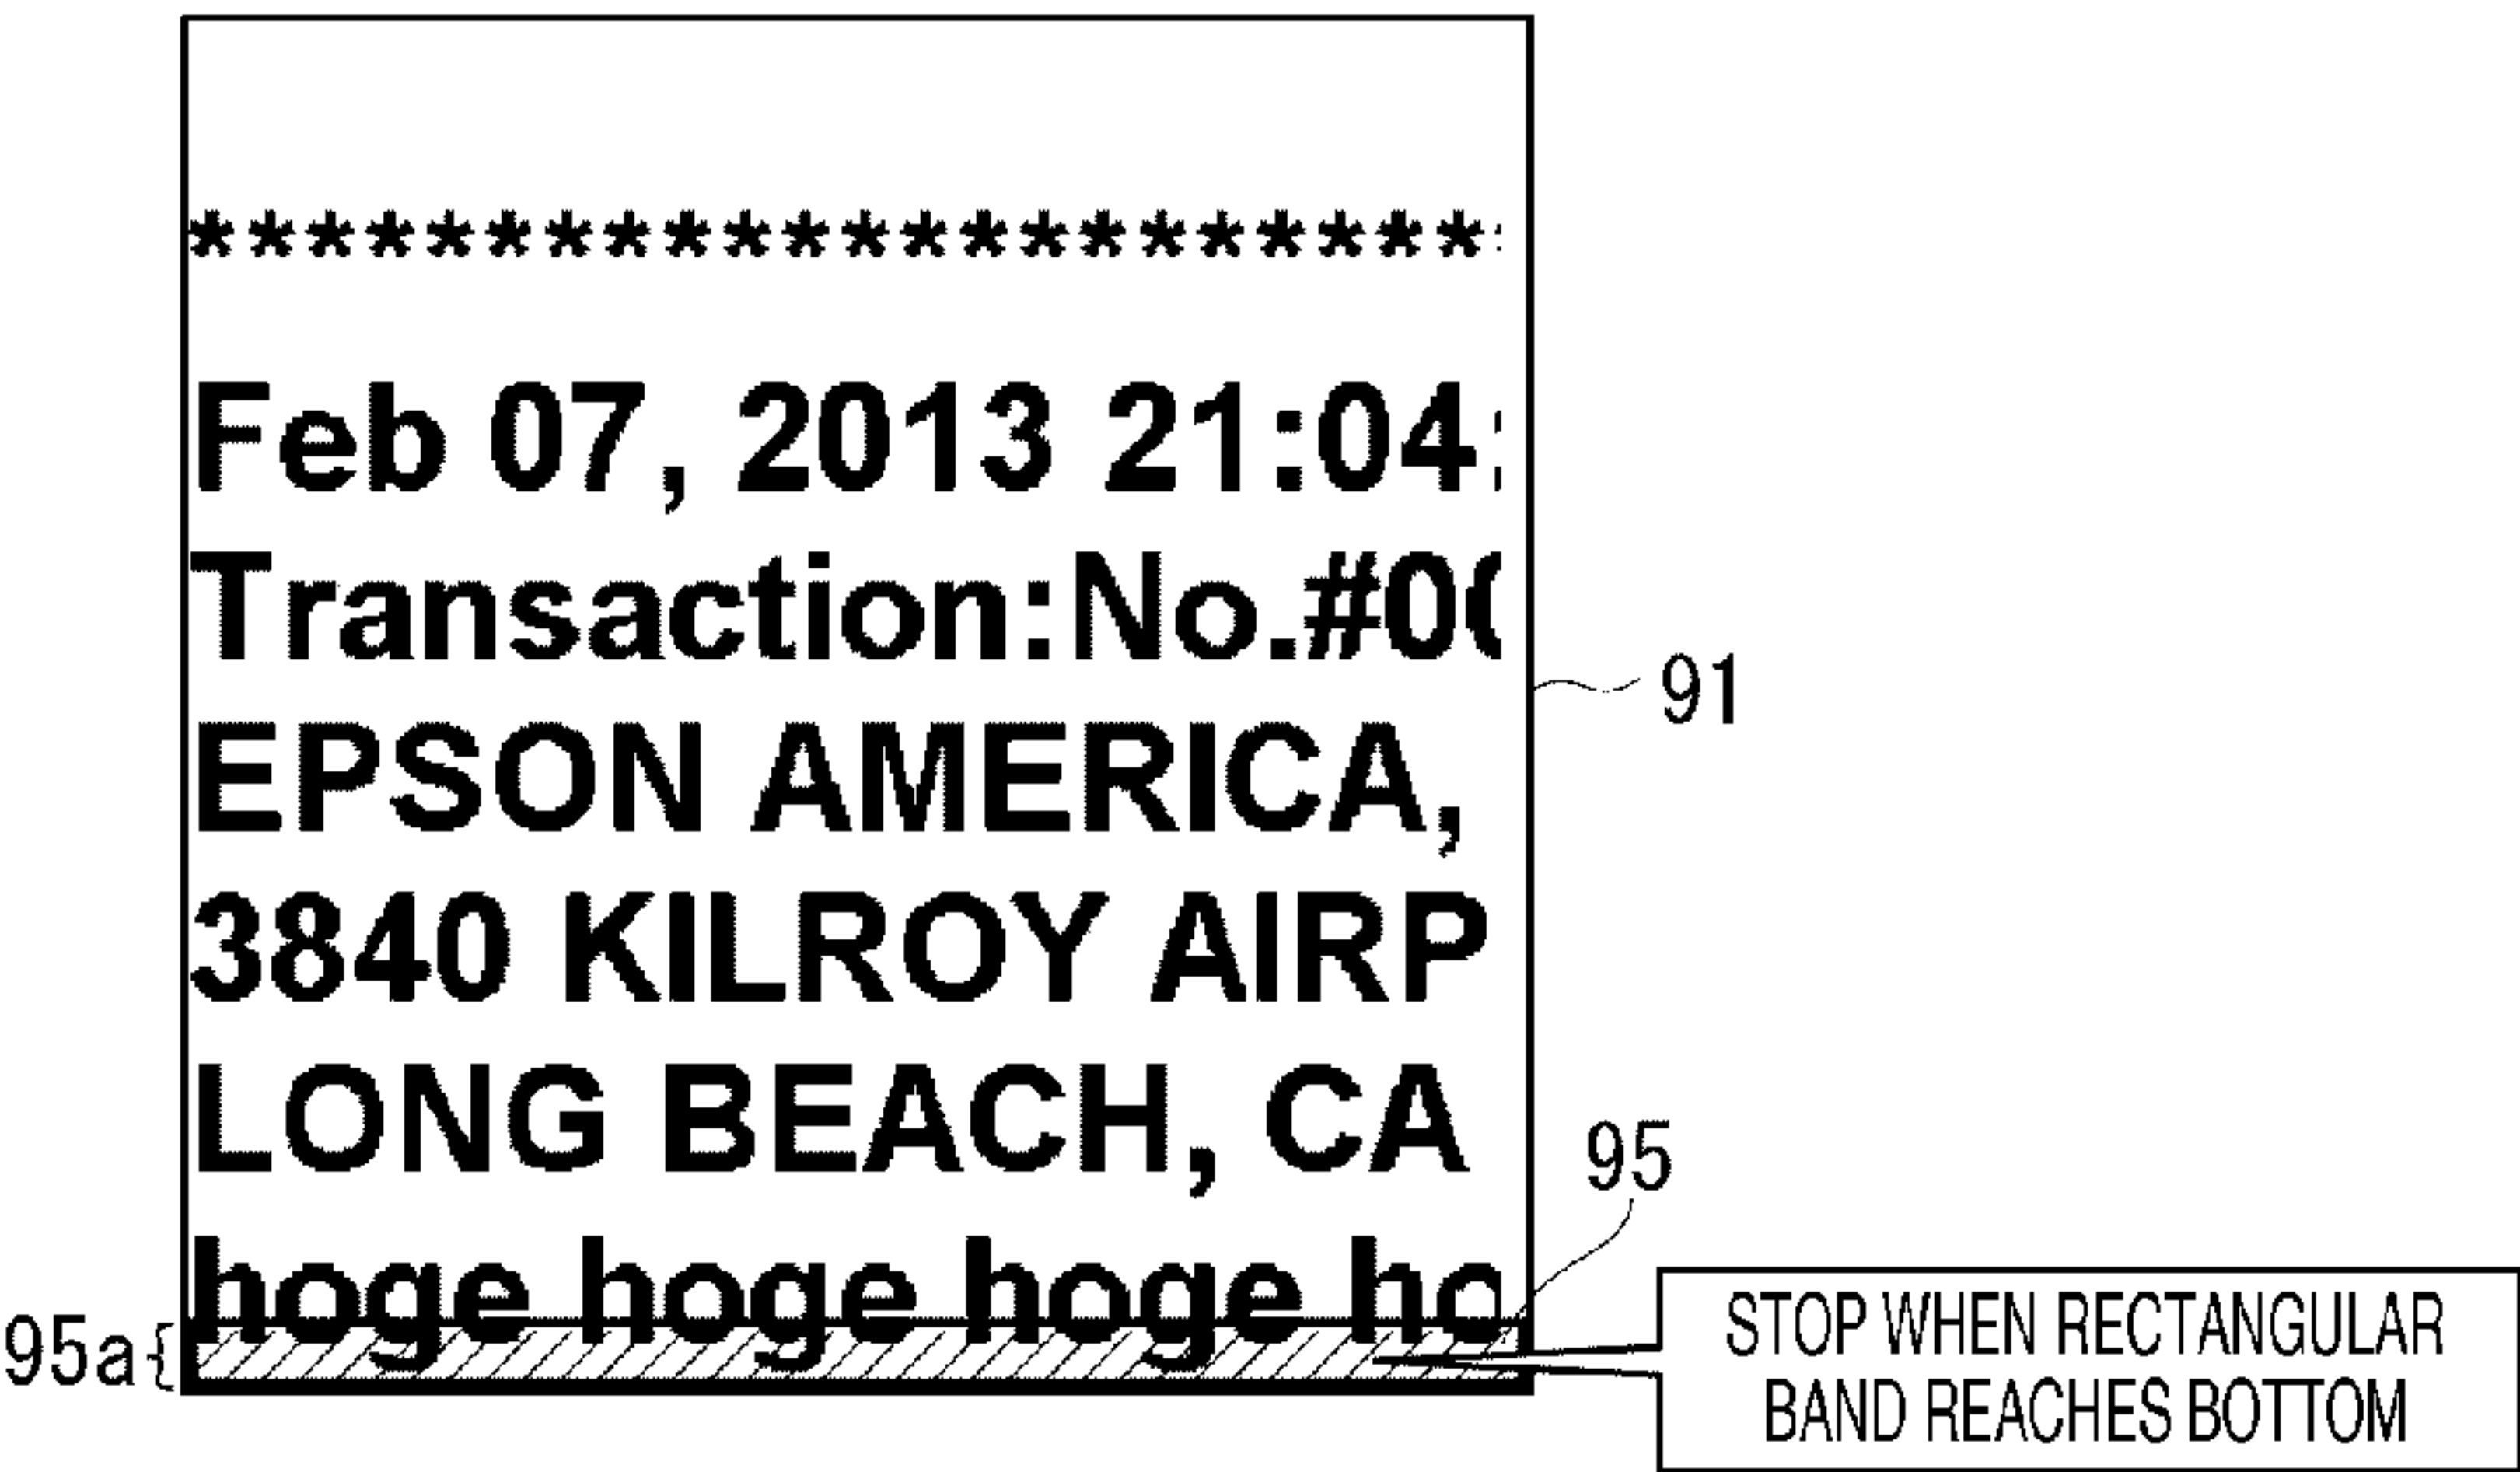 **********************
Feb 07, 2013 21:04:
Transaction:No.#00
EPSON AMERICA,
3840 KILROY AIRP
LONG BEACH, CA
hoge hoge hoge ho
91
95
95a
STOP WHEN RECTANGULAR
BAND REACHES BOTTOM